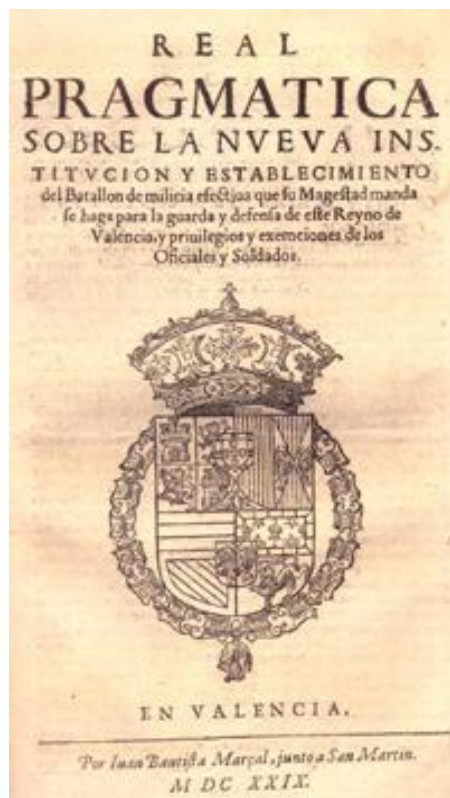 REAL
PRAGMATICA
SOBRE LA NVEVA INS-
TITVCION Y ESTABLECIMIENTO
del Batallon de milicia efectiua que ſu Mageſtad manda
ſe haga para la guarda y defenſa de eſte Reyno de
Valencia, y priuilegios y exemciones de los
Oficiales y Soldados.
EN VALENCIA,
Por Iuan Bautiſta Marçal, junto a San Martin.
M DC XXIX.